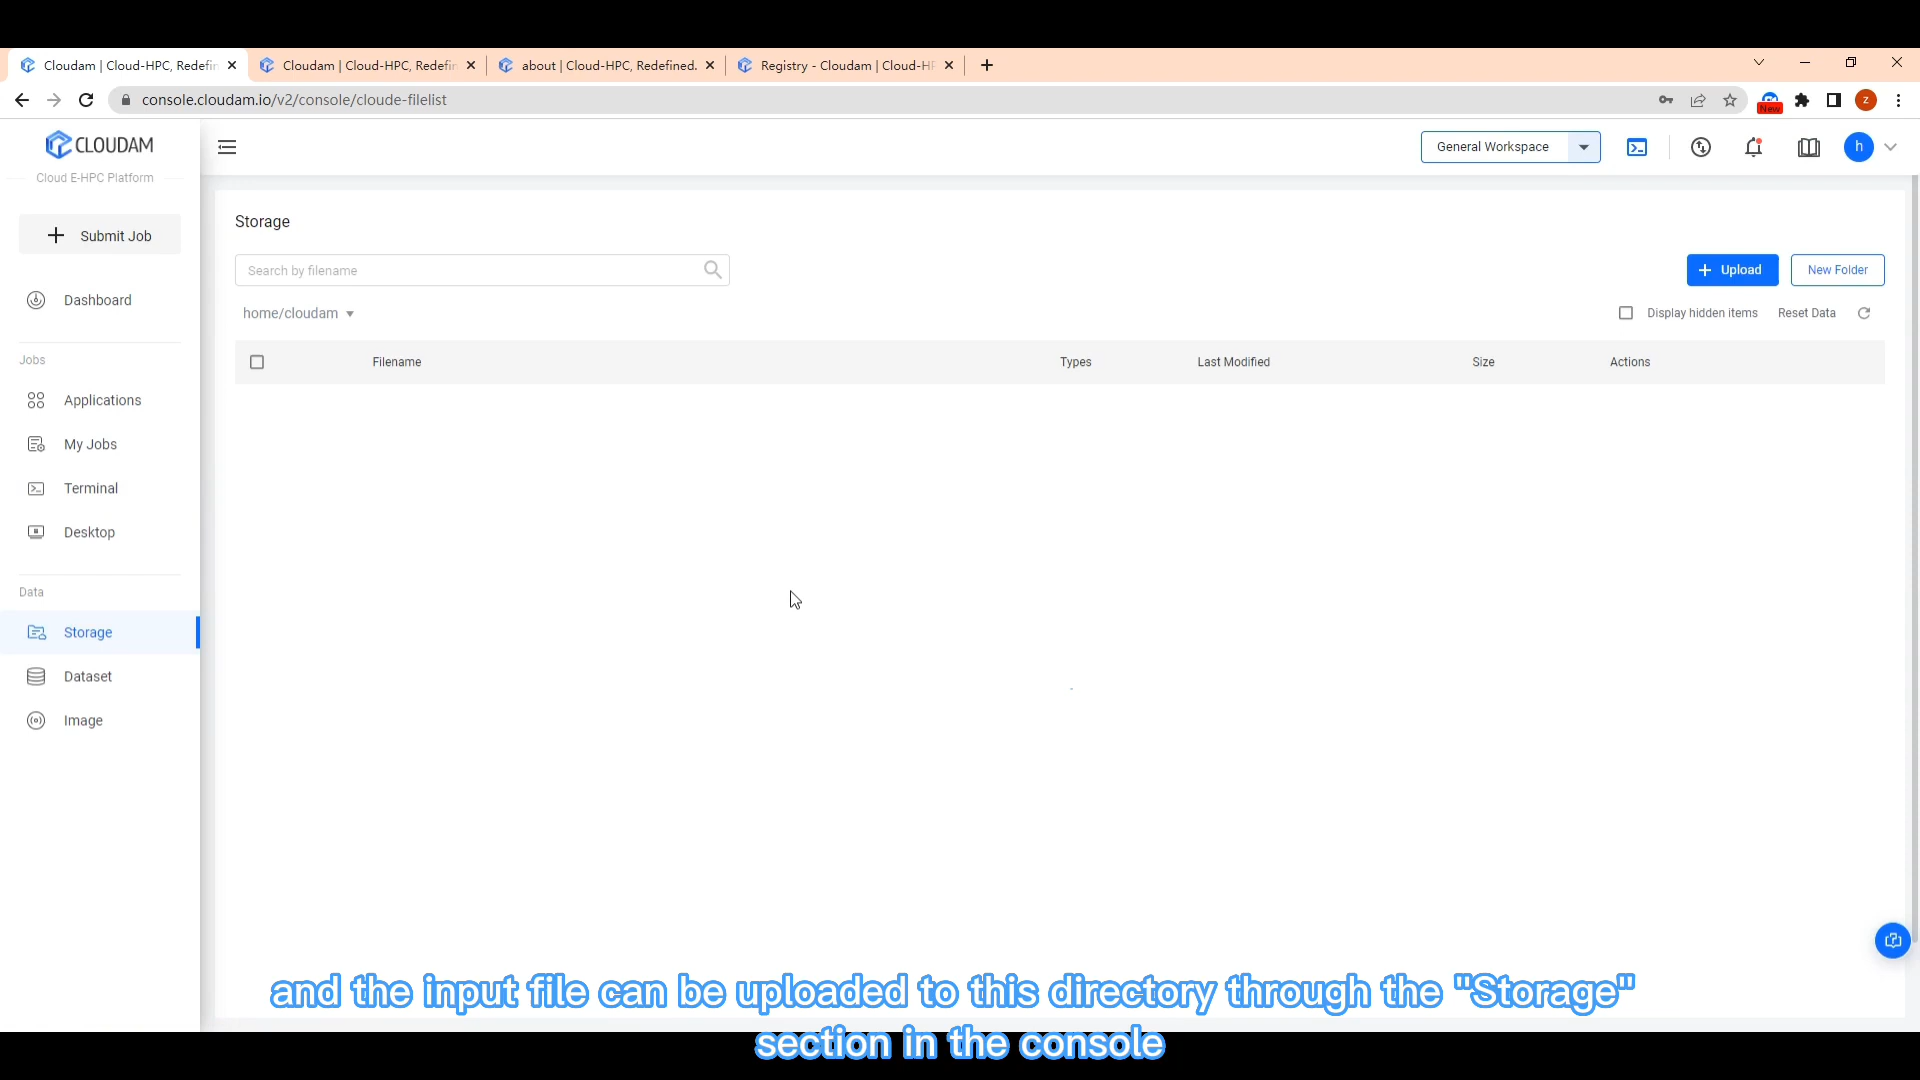 Cloudam | Cloud-HPC, Redefin
Cloudam | Cloud-HPC, Redefin
about | Cloud-HPC, Redefined.
Registry - Cloudam | Cloud-HP
console.cloudam.io/v2/console/cloude-filelist
New
z
CLOUDAM
Cloud E-HPC Platform
General Workspace
h
Submit Job
Dashboard
Jobs
Applications
My Jobs
Terminal
Desktop
Data
Storage
Dataset
Image
Storage
Search by filename
Upload
New Folder
home/cloudam
Display hidden items
Reset Data
Filename
Types
Last Modified
Size
Actions
and the input file can be uploaded to this directory through the "Storage"
section in the console